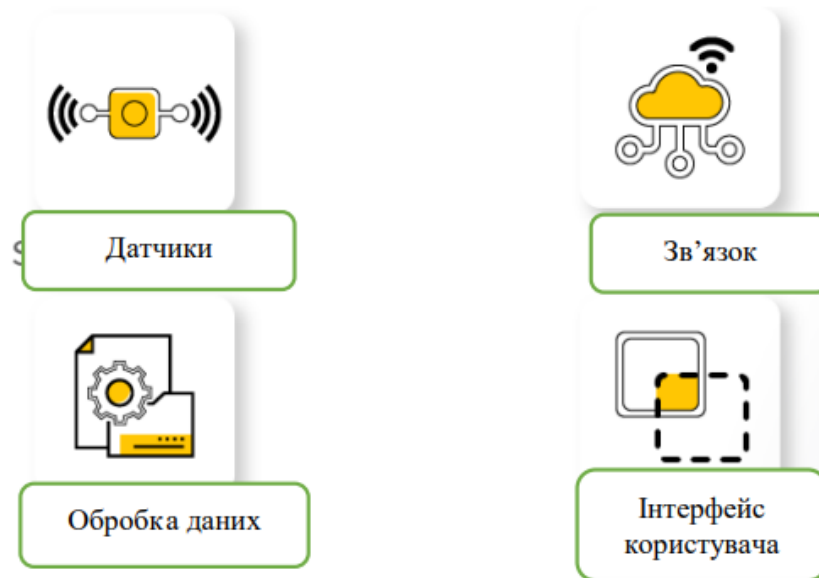 Датчики
Зв’язок
Обробка даних
Інтерфейс
користувача